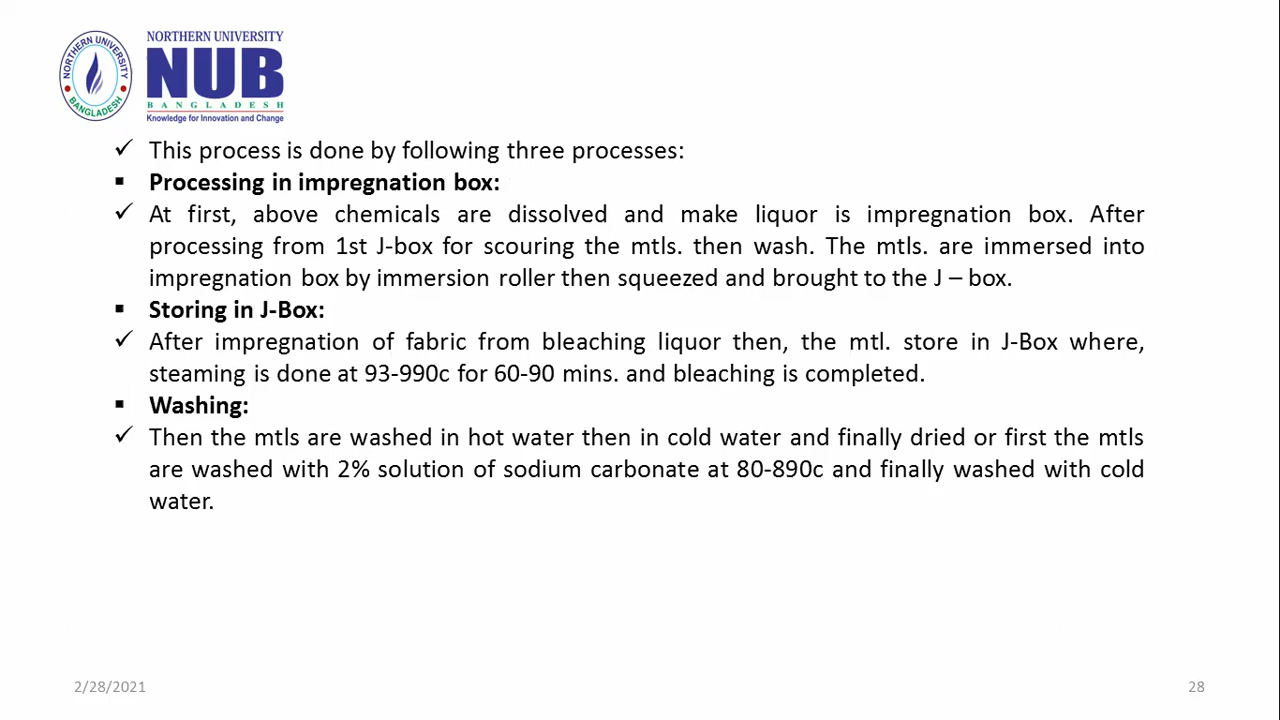 NORTHERN UNIVERSITY
BANGLADESH
NORTHERN UNIVERSITY
NUB
BANGLADESH
Knowledge for Innovation and Change
✓ This process is done by following three processes:
▪ Processing in impregnation box:
✓ At first, above chemicals are dissolved and make liquor is impregnation box. After
processing from 1st J-box for scouring the mtls. then wash. The mtls. are immersed into
impregnation box by immersion roller then squeezed and brought to the J – box.
▪ Storing in J-Box:
✓ After impregnation of fabric from bleaching liquor then, the mtl. store in J-Box where,
steaming is done at 93-990c for 60-90 mins. and bleaching is completed.
▪ Washing:
✓ Then the mtls are washed in hot water then in cold water and finally dried or first the mtls
are washed with 2% solution of sodium carbonate at 80-890c and finally washed with cold
water.
2/28/2021
28